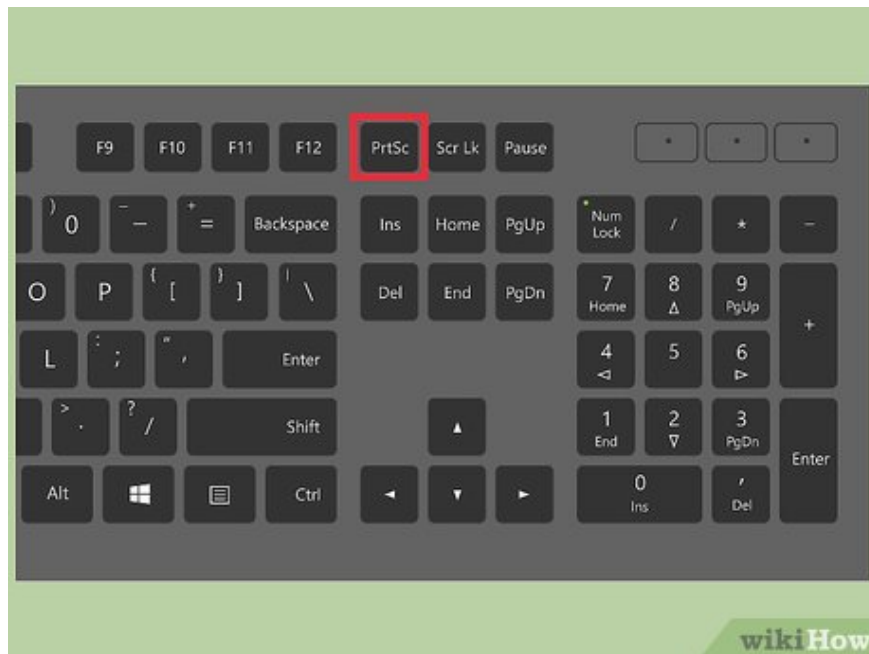 F9 F10 F11 F12 PrtSc Scr Lk Pause
) 0 _ – + = Backspace Ins Home PgUp Num Lock / * –
O P { [ } ] | \ Del End PgDn 7 Home 8 9 PgUp +
L : ; " ' Enter 4 5 6
> . ? / Shift 1 End 2 3 PgDn Enter
Alt Ctrl 0 Ins ' Del
wikiHow